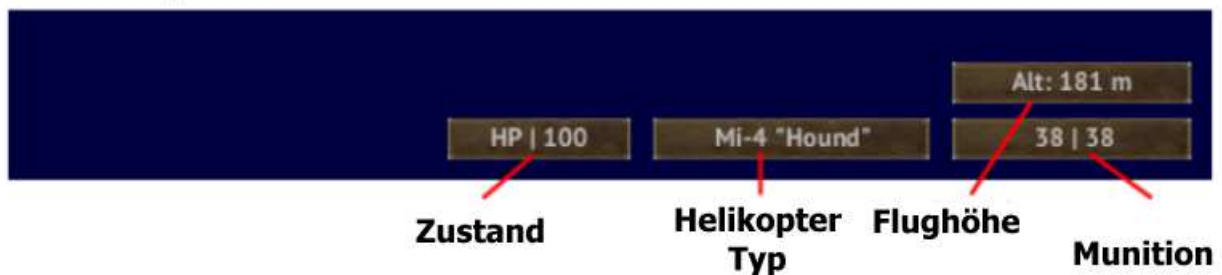 Alt: 181 m
HP | 100
Mi-4 "Hound"
38 | 38
Zustand
Helikopter
Typ
Flughöhe
Munition